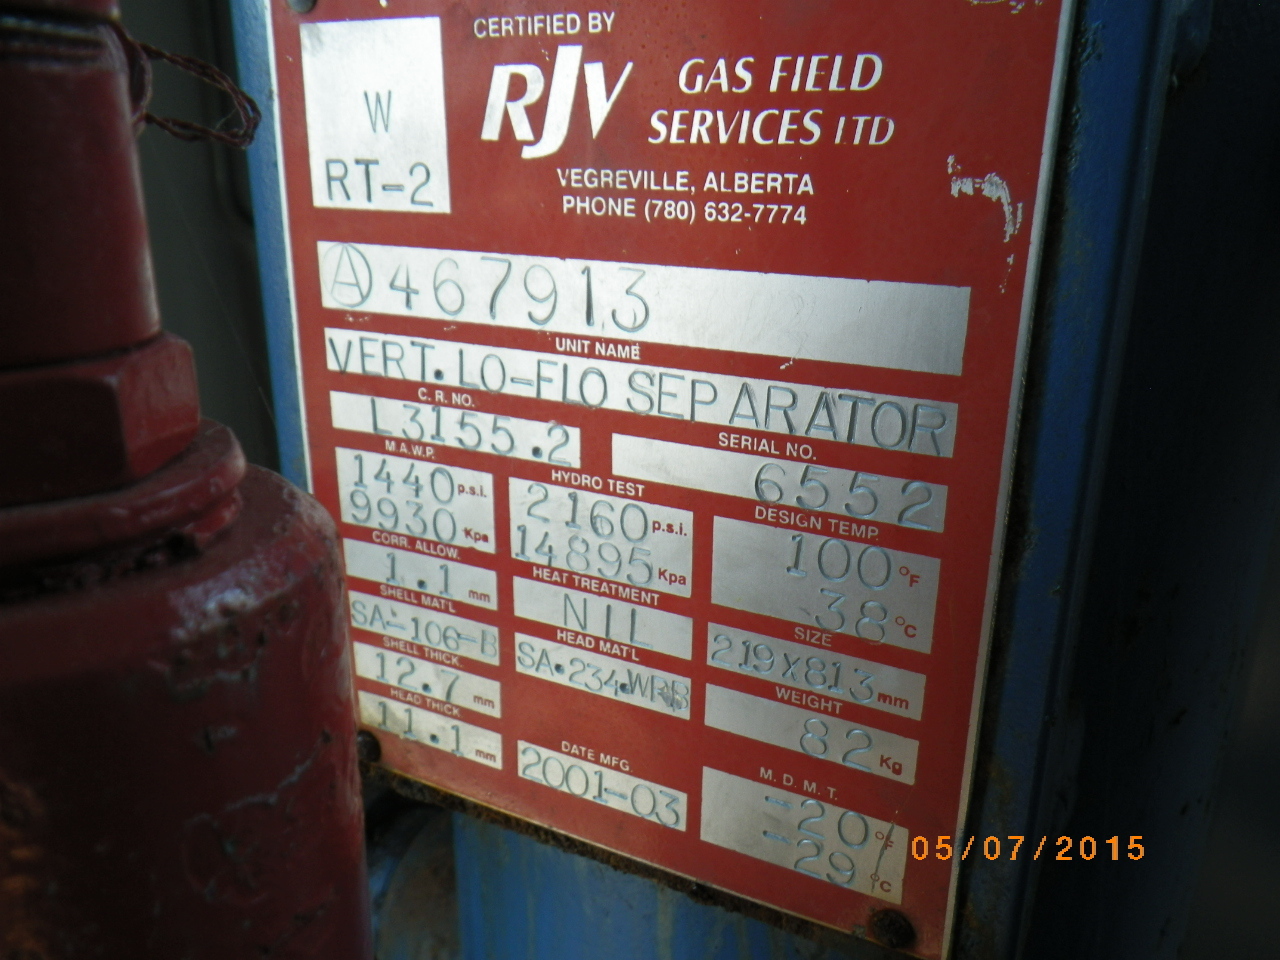 CERTIFIED BY
RJV GAS FIELD
SERVICES LTD
W
RT-2
VEGREVILLE, ALBERTA
PHONE (780) 632-7774
Ⓐ467913
UNIT NAME
VERT. LO-FLO SEPARATOR
C.R. NO.
L3155.2
SERIAL NO.
6552
M.A.W.P.
1440 p.s.i.
9930 Kpa
HYDRO TEST
2160 p.s.i.
14895 Kpa
DESIGN TEMP.
100 °F
38 °C
CORR. ALLOW.
1.1 mm
HEAT TREATMENT
NIL
SIZE
219X813 mm
SHELL MAT'L
SA-106-B
HEAD MAT'L
SA.234.WPB
WEIGHT
82 Kg
SHELL THICK.
12.7 mm
HEAD THICK.
11.1 mm
DATE MFG.
2001-03
M.D.M.T.
-20 °F
-29 °C
05/07/2015